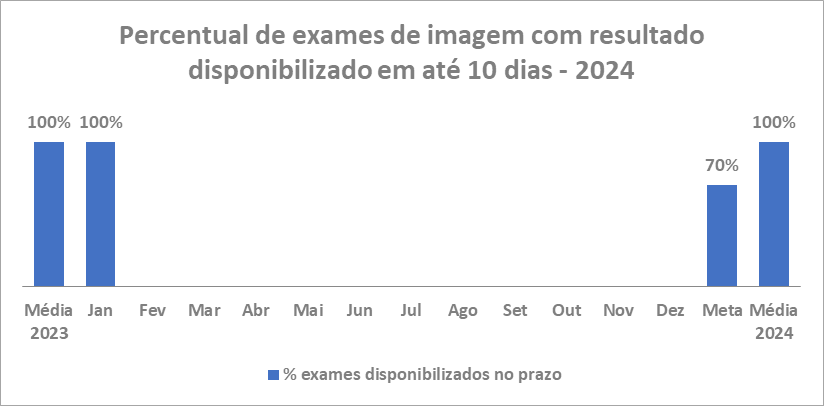 Percentual de exames de imagem com resultado
disponibilizado em até 10 dias - 2024
100% 100% 70% 100%
Média 2023 Jan Fev Mar Abr Mai Jun Jul Ago Set Out Nov Dez Meta Média 2024
% exames disponibilizados no prazo